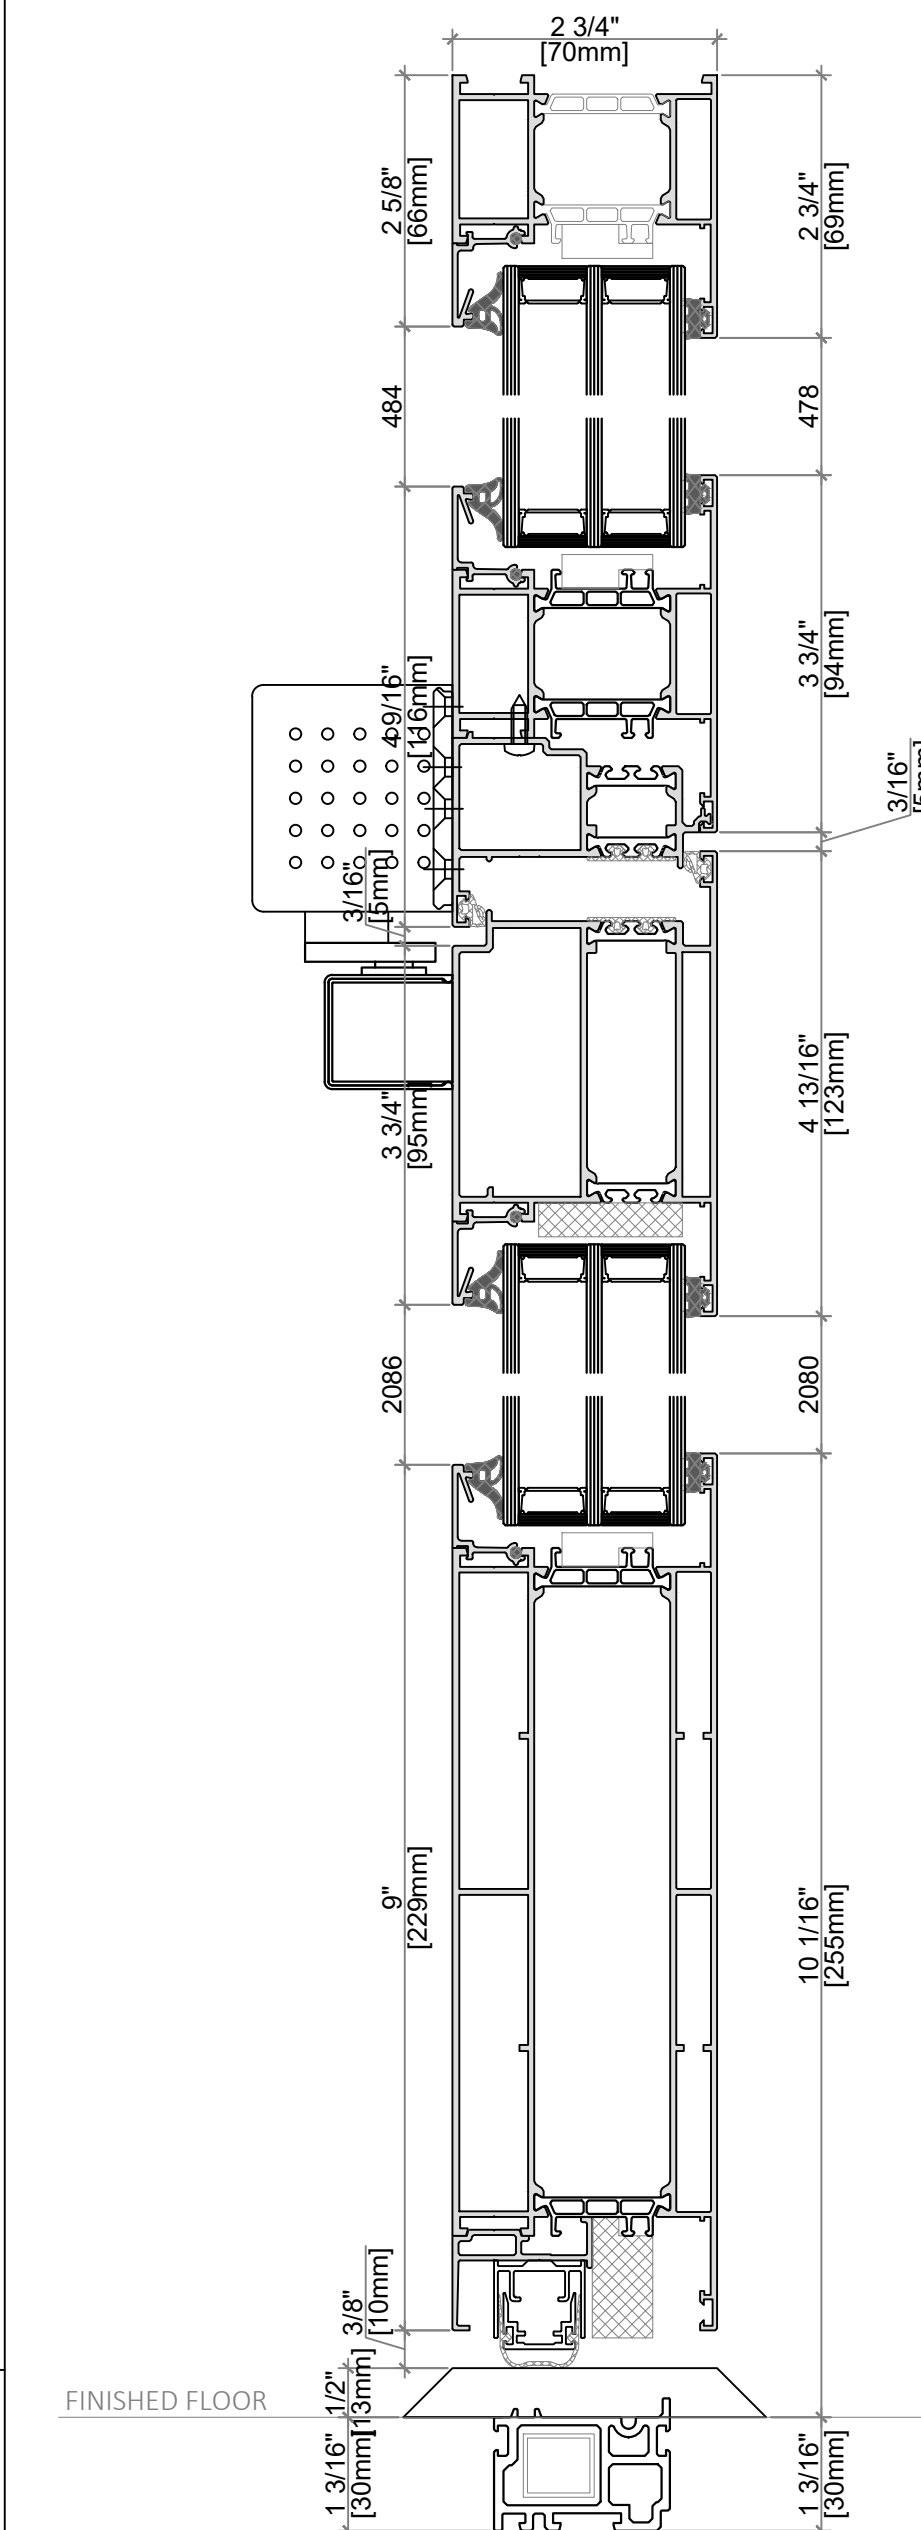 2 3/4"
[70mm]
2 5/8"
[66mm]
2 3/4"
[69mm]
484
478
4 9/16"
[116mm]
3 3/4"
[94mm]
3/16"
[5mm]
3/16"
[5mm]
3 3/4"
[95mm]
4 13/16"
[123mm]
2086
2080
9"
[229mm]
10 1/16"
[255mm]
3/8"
[10mm]
FINISHED FLOOR
1/2"
[13mm]
1 3/16"
[30mm]
1 3/16"
[30mm]